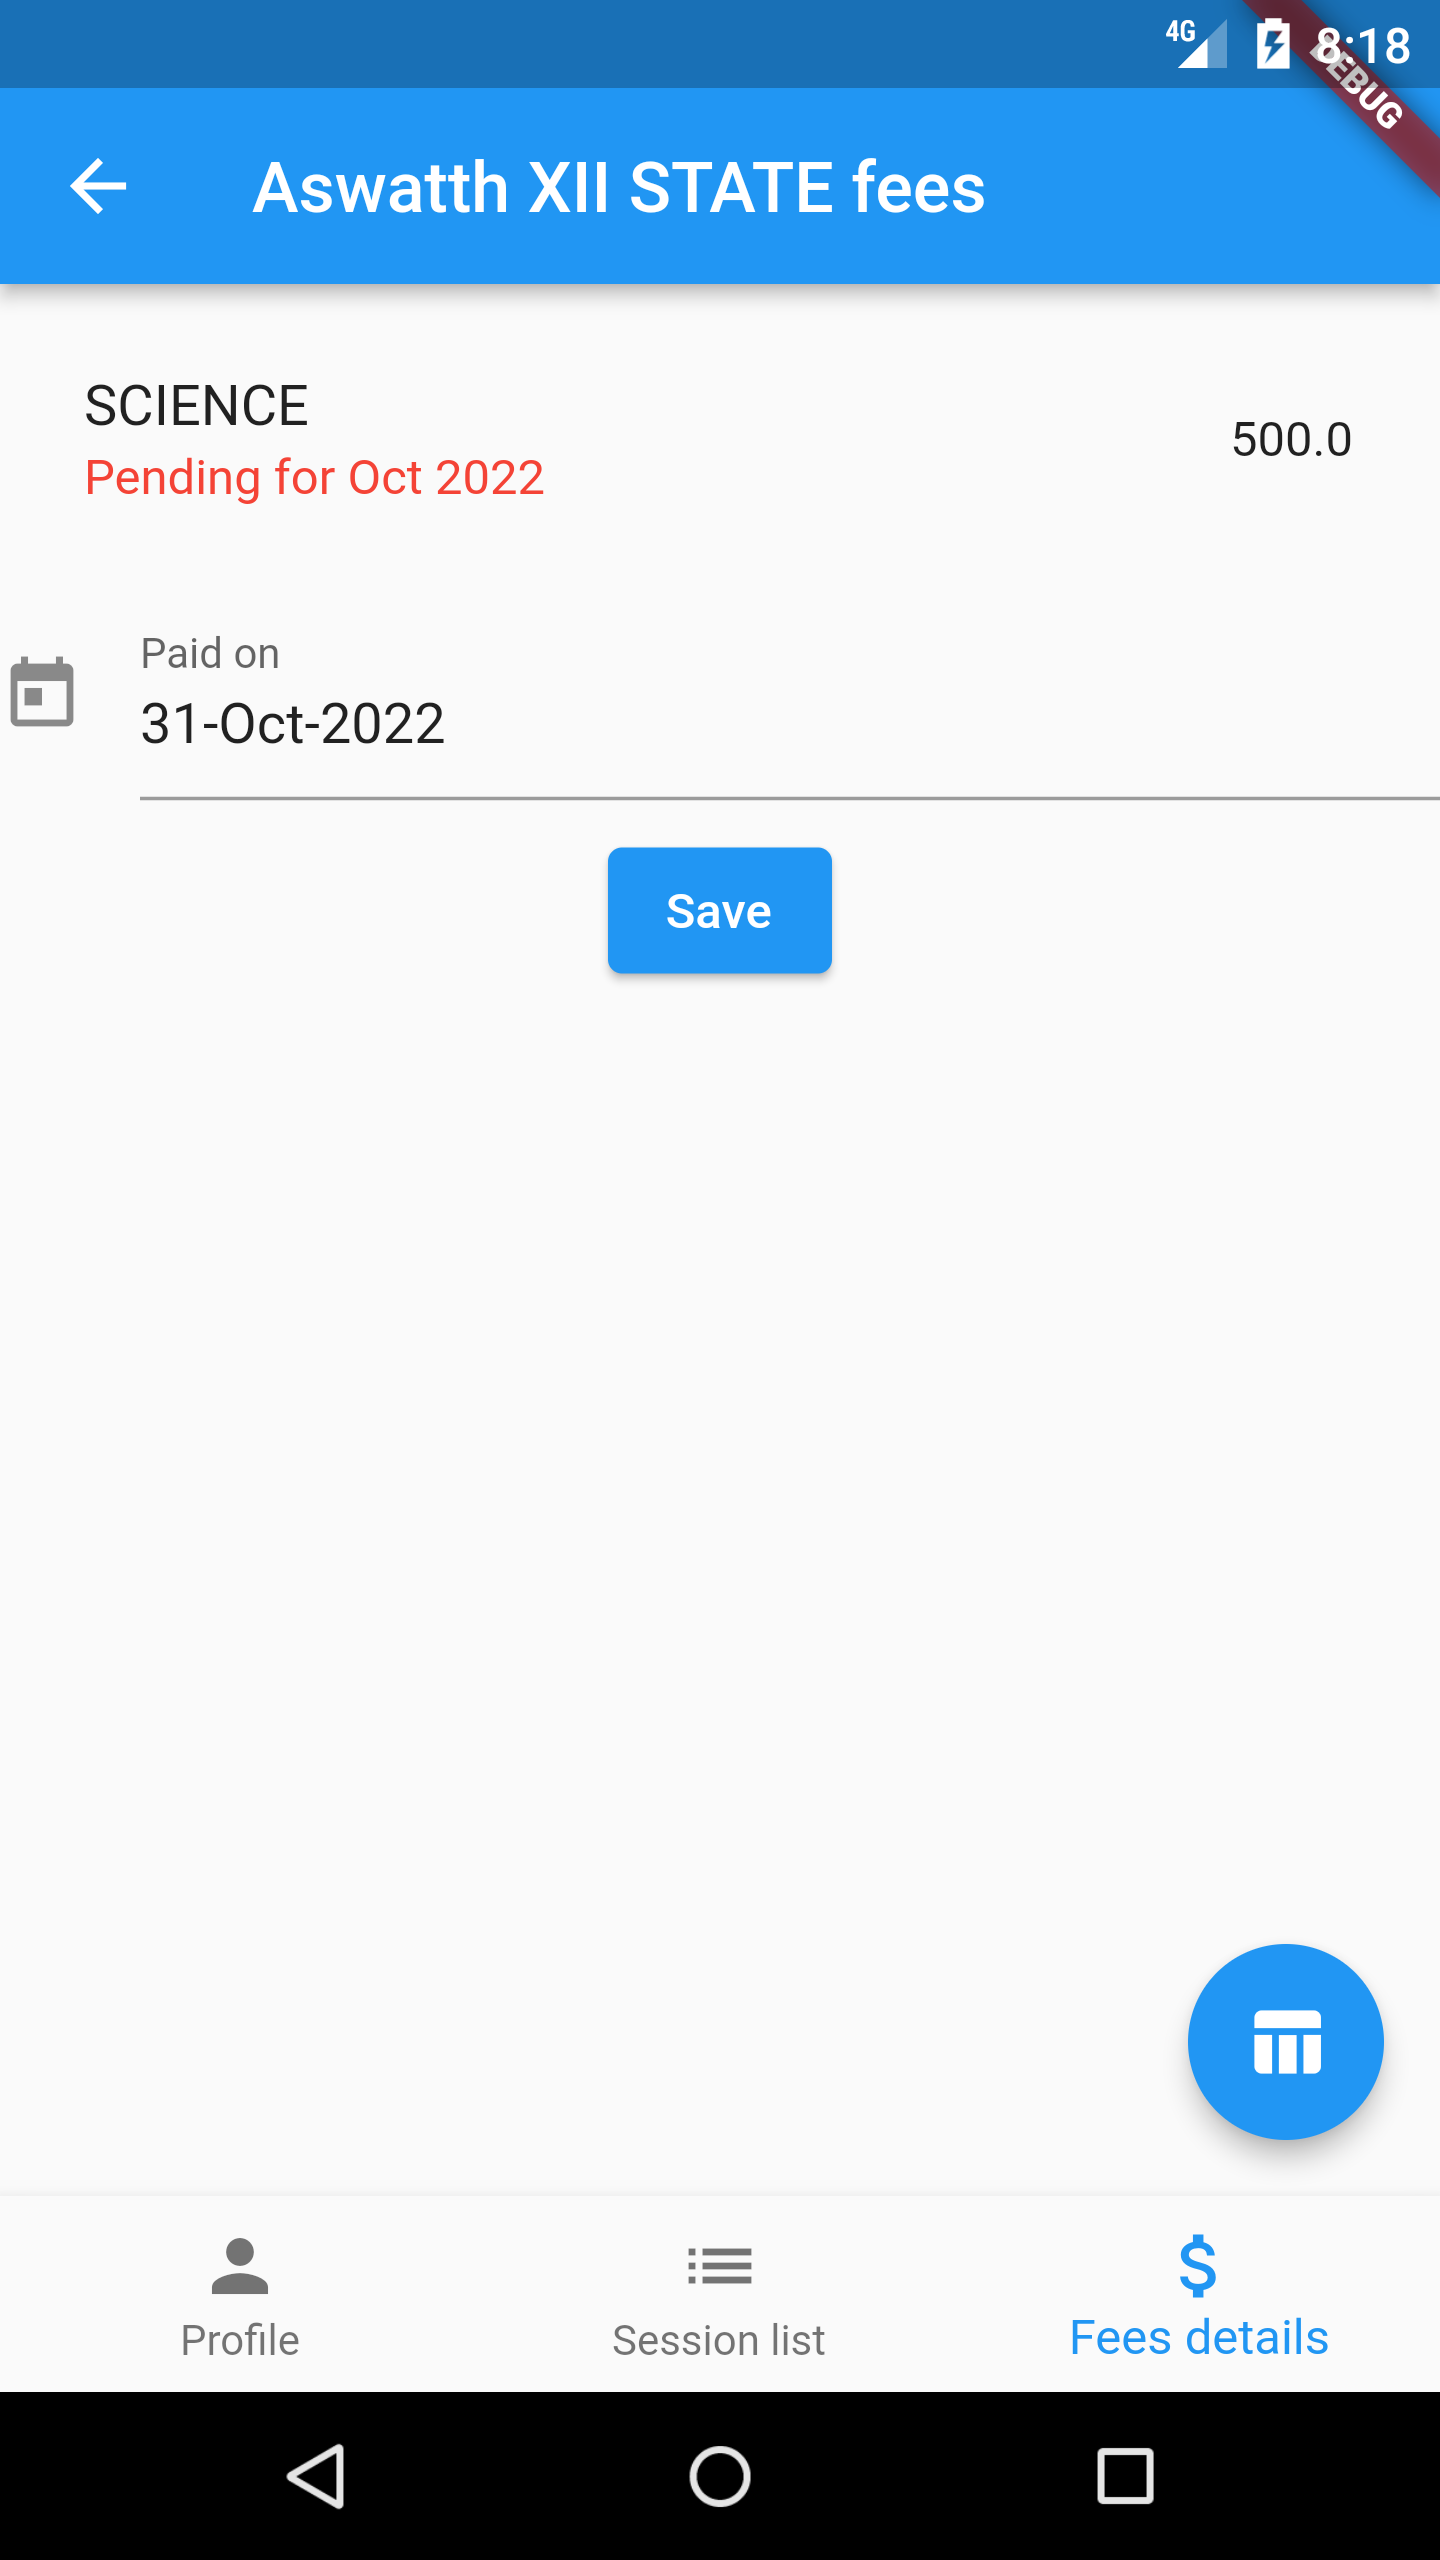 4G 8:18
DEBUG
Aswatth XII STATE fees
SCIENCE
500.0
Pending for Oct 2022
Paid on
31-Oct-2022
Save
$
Profile Session list Fees details